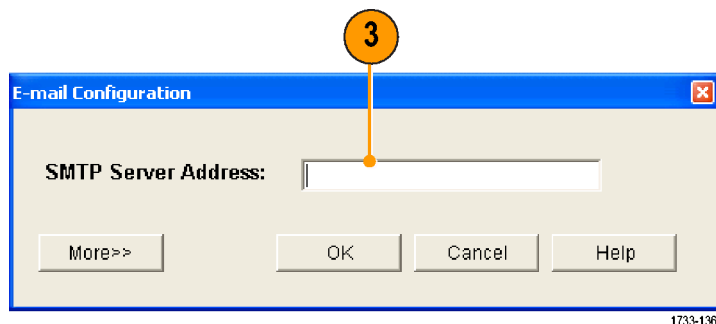 3
E-mail Configuration
SMTP Server Address:
More>> OK Cancel Help
1733-136